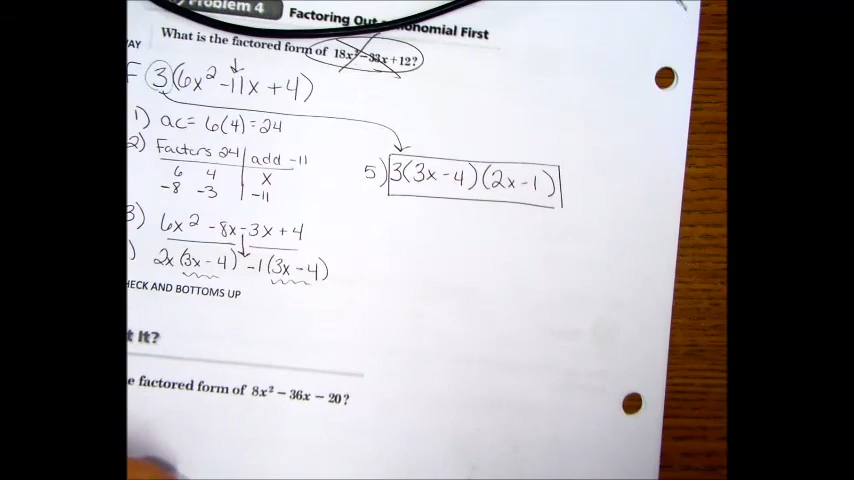 Problem 4 Factoring Out Monomial First
What is the factored form of 18x² - 33x + 12?
WAY
F 3(6x² - 11x + 4)
1) ac = 6(4) = 24
2) Factors 24 | add -11
6 4 | x
-8 -3 | -11
3) 6x² - 8x - 3x + 4
) 2x(3x - 4) - 1(3x - 4)
5) 3(3x - 4)(2x - 1)
HECK AND BOTTOMS UP
t It?
e factored form of 8x² - 36x - 20?